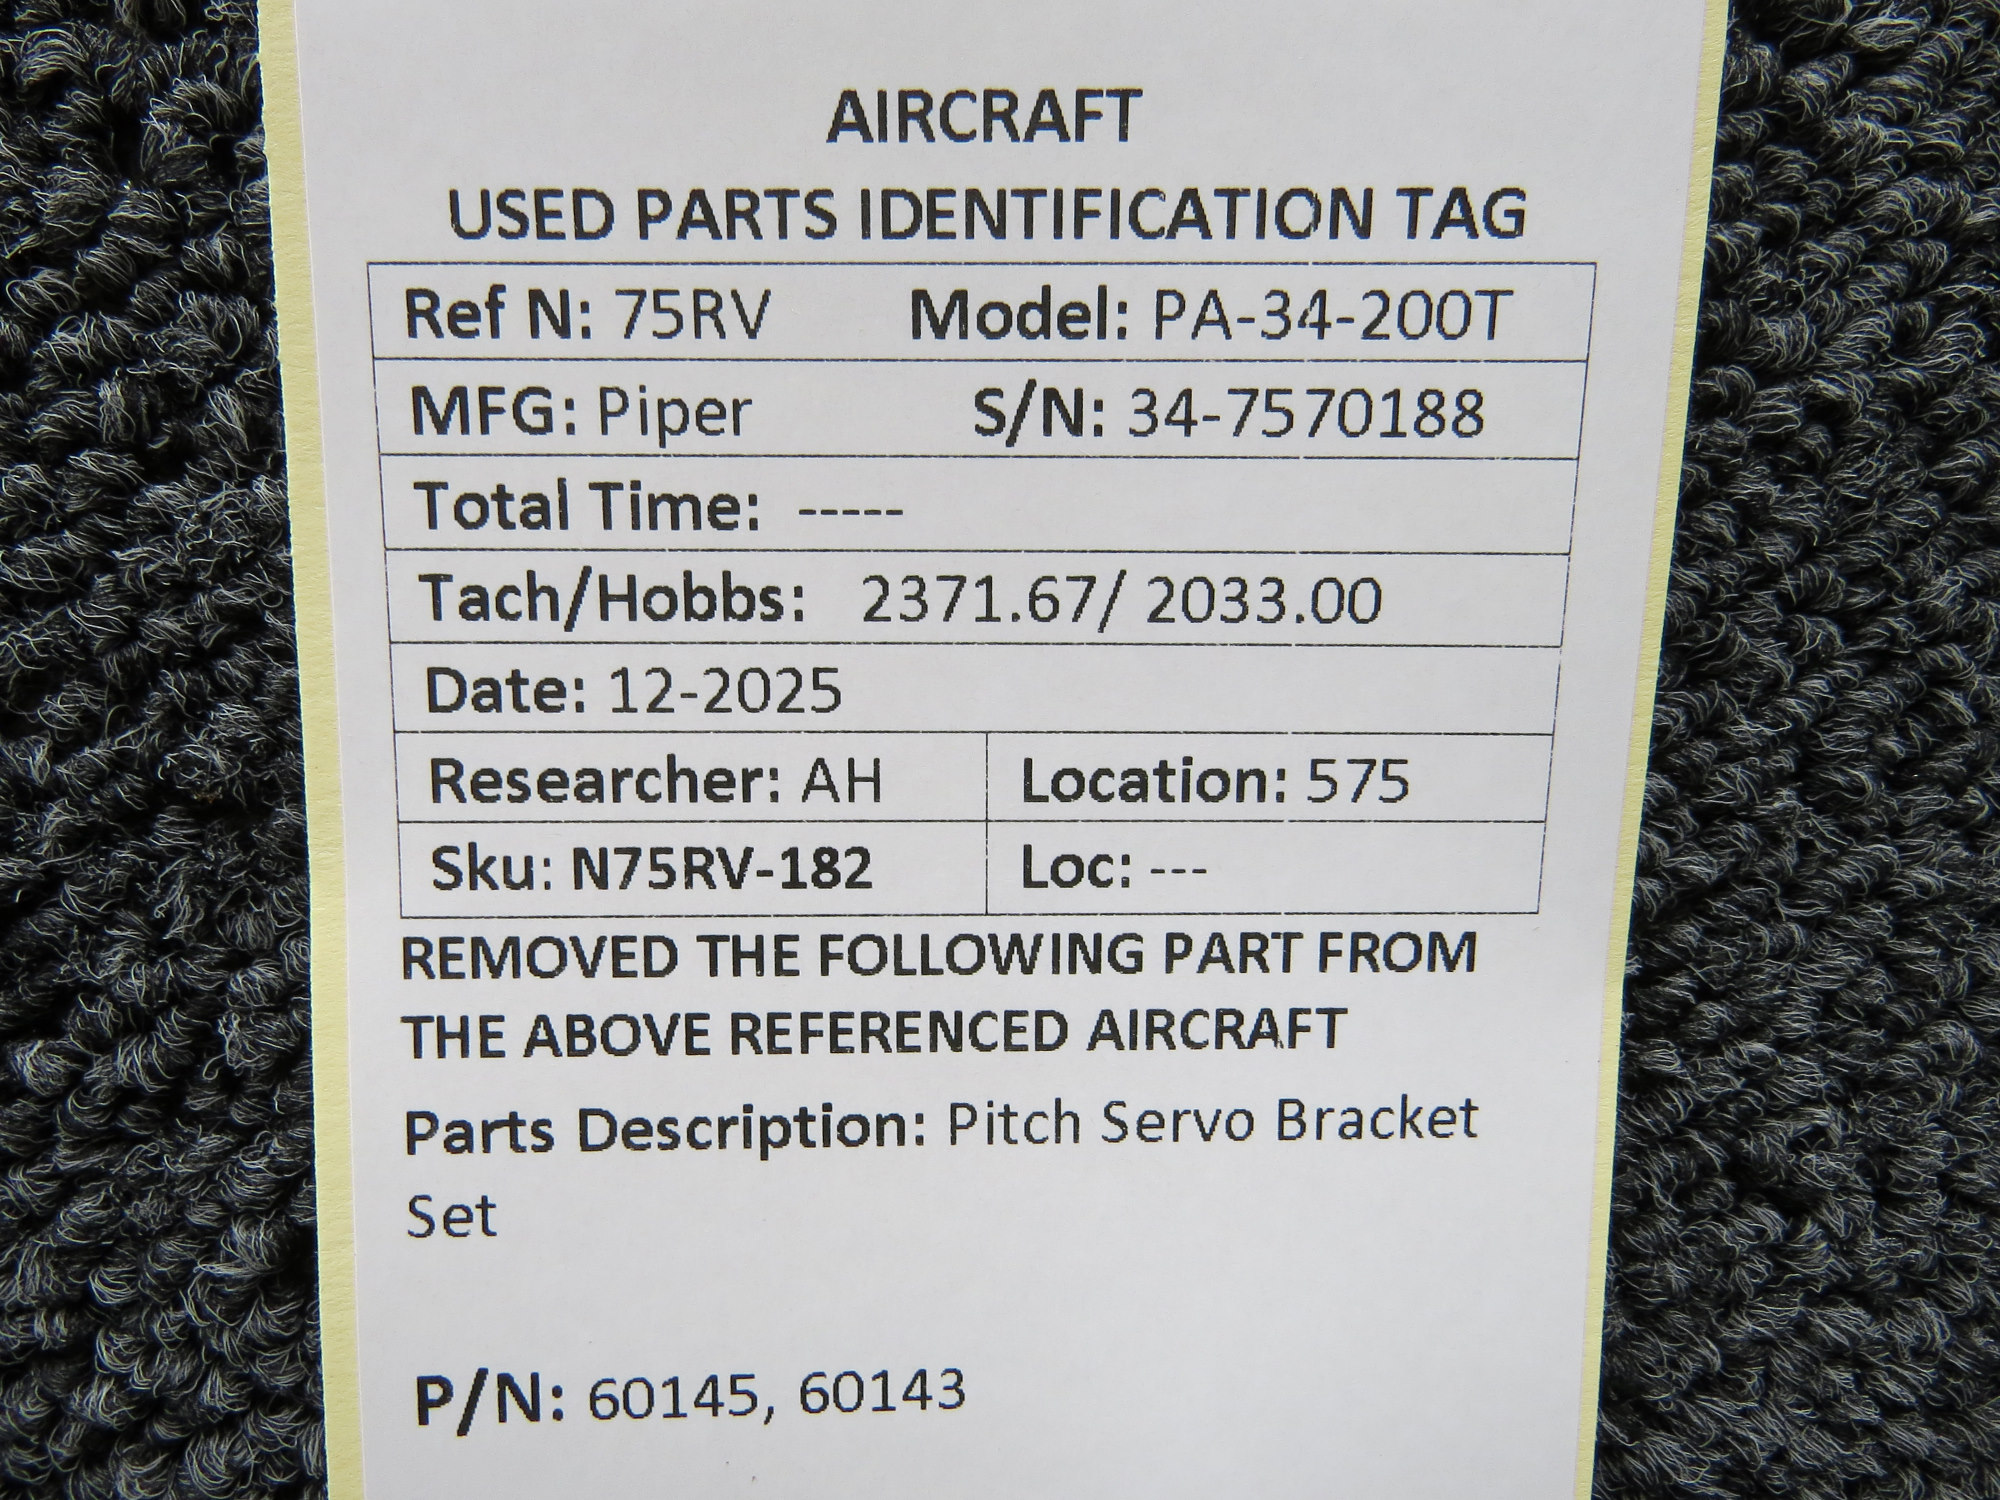 AIRCRAFT
USED PARTS IDENTIFICATION TAG
Ref N: 75RV Model: PA-34-200T
MFG: Piper S/N: 34-7570188
Total Time: -----
Tach/Hobbs: 2371.67/ 2033.00
Date: 12-2025
Researcher: AH Location: 575
Sku: N75RV-182 Loc: ---
REMOVED THE FOLLOWING PART FROM
THE ABOVE REFERENCED AIRCRAFT
Parts Description: Pitch Servo Bracket
Set
P/N: 60145, 60143